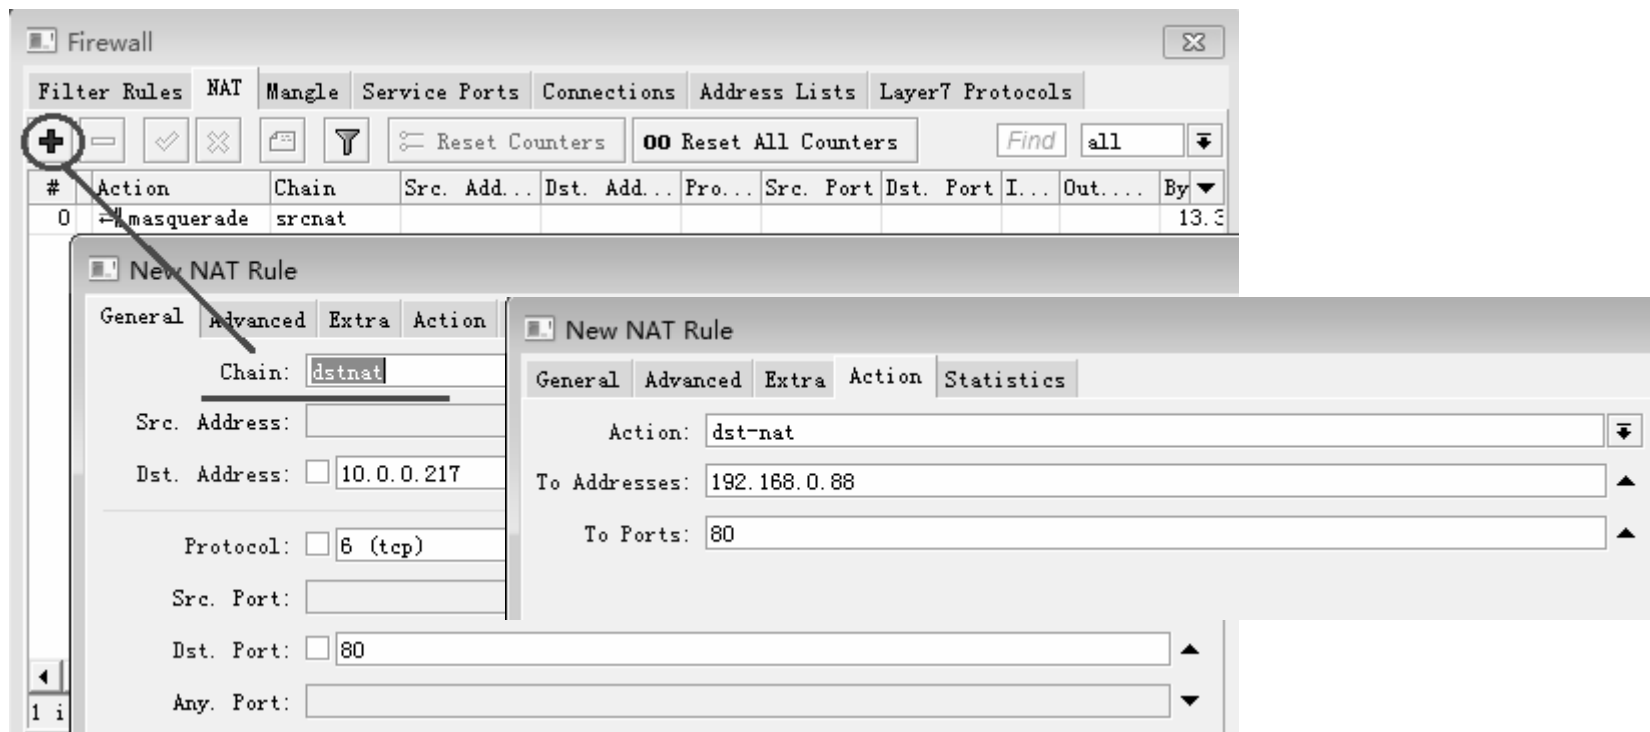 Firewall
Filter Rules NAT Mangle Service Ports Connections Address Lists Layer7 Protocols
Reset Counters 00 Reset All Counters Find all
# Action Chain Src. Add... Dst. Add... Pro... Src. Port Dst. Port I... Out.... By
0 masquerade srcnat 13.3
New NAT Rule
General Advanced Extra Action
Chain: dstnat
Src. Address:
Dst. Address: 10.0.0.217
Protocol: 6 (tcp)
Src. Port:
Dst. Port: 80
Any. Port:
1 i
New NAT Rule
General Advanced Extra Action Statistics
Action: dst-nat
To Addresses: 192.168.0.88
To Ports: 80